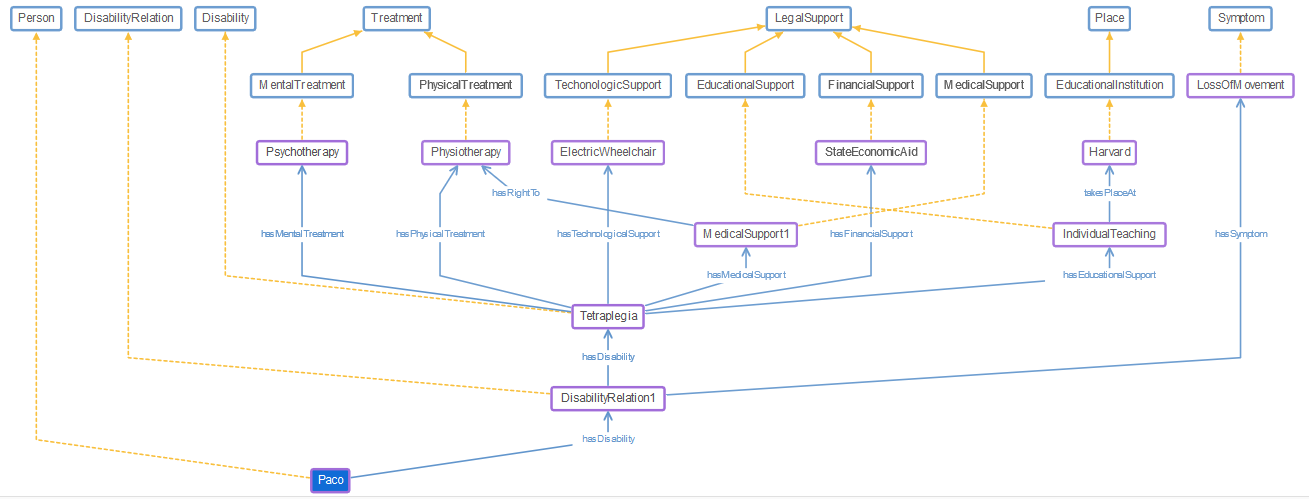 Person
DisabilityRelation
Disability
Treatment
LegalSupport
Place
Symptom
MentalTreatment
PhysicalTreatment
TechonologicSupport
EducationalSupport
FinancialSupport
MedicalSupport
EducationalInstitution
LossOfMovement
Psychotherapy
Physiotherapy
ElectricWheelchair
StateEconomicAid
Harvard
hasRightTo
takesPlaceAt
hasMentalTreatment
hasPhysicalTreatment
hasTechnologicalSupport
MedicalSupport1
hasFinancialSupport
IndividualTeaching
hasSymptom
hasMedicalSupport
hasEducationalSupport
Tetraplegia
hasDisability
DisabilityRelation1
hasDisability
Paco